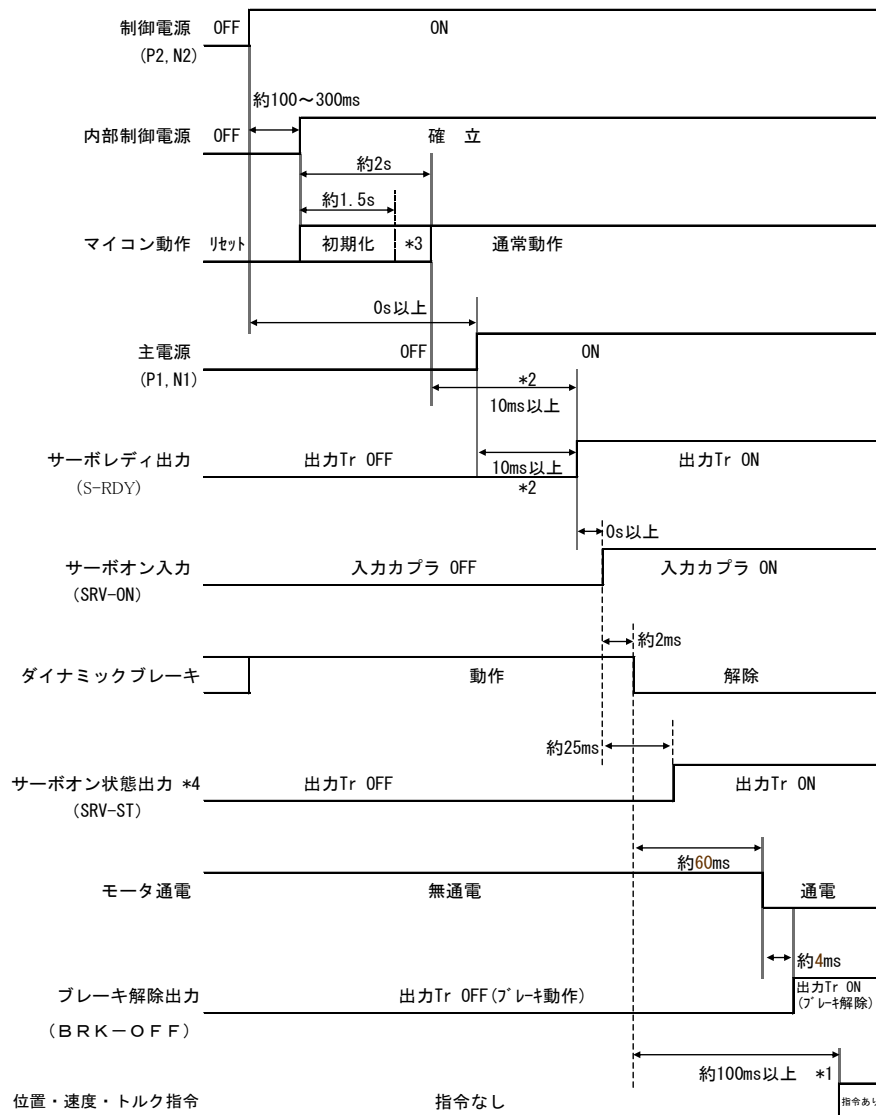 制御電源 OFF ON
(P2,N2)
約100～300ms
内部制御電源 OFF 確 立
約2s
約1.5s
マイコン動作 ﾘｾｯﾄ 初期化 *3 通常動作
0s以上
主電源 OFF ON
(P1,N1)
*2
10ms以上
サーボレディ出力 出力Tr OFF 10ms以上 出力Tr ON
(S-RDY) *2
0s以上
サーボオン入力 入力カプラ OFF 入力カプラ ON
(SRV-ON)
約2ms
ダイナミックブレーキ 動作 解除
約25ms
サーボオン状態出力 *4 出力Tr OFF 出力Tr ON
(SRV-ST)
約60ms
モータ通電 無通電 通電
約4ms
ブレーキ解除出力 出力Tr OFF(ﾌﾞﾚｰｷ動作) 出力Tr ON
(ﾌﾞﾚｰｷ解除)
(ＢＲＫ－ＯＦＦ)
約100ms以上 *1
位置・速度・トルク指令 指令なし 指令あり